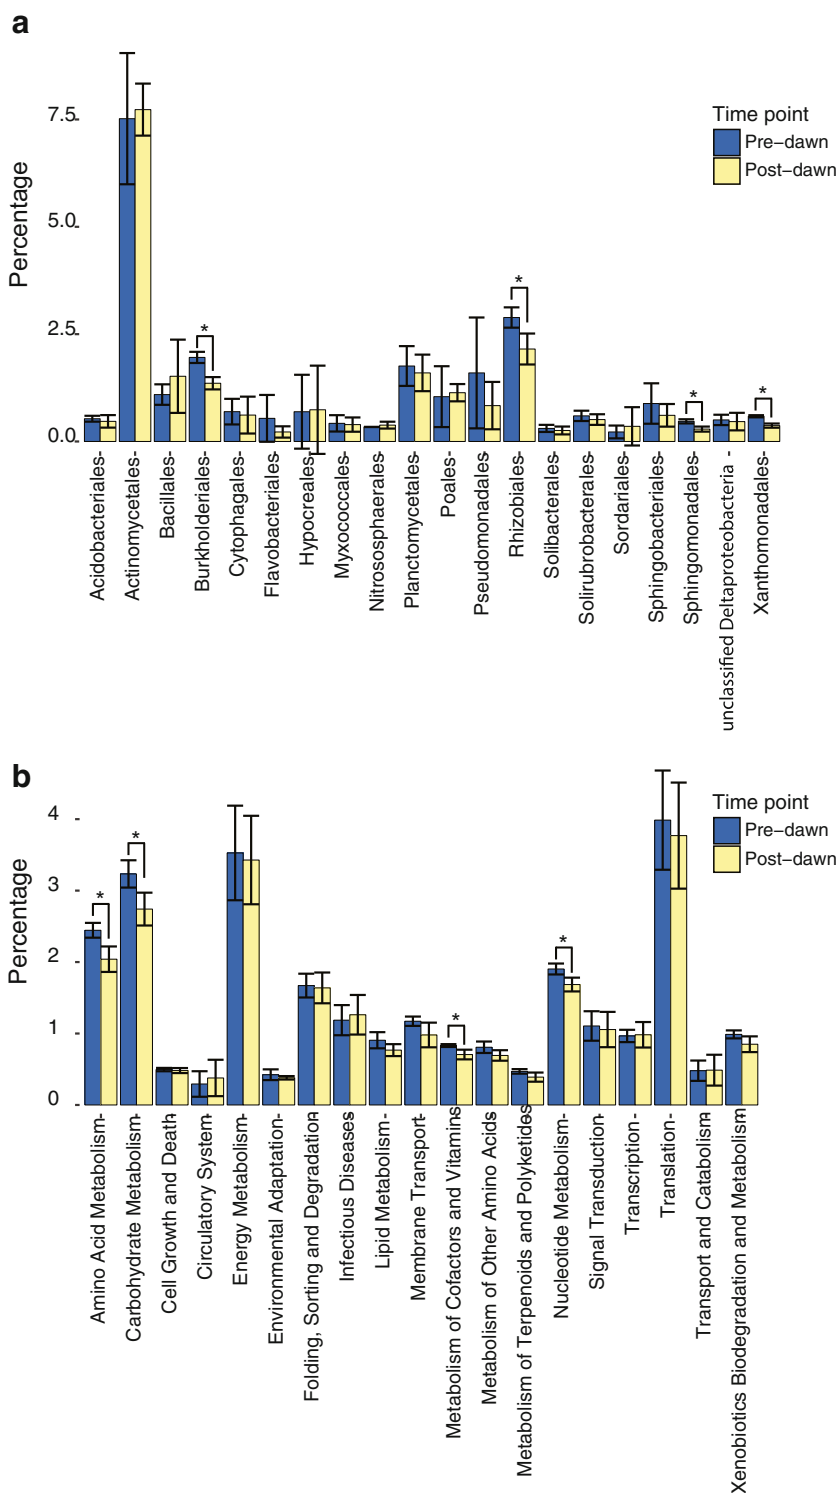 a
Percentage
7.5
5.0
2.5
0.0
Time point
Pre-dawn
Post-dawn
*
*
*
*
Acidobacteriales
Actinomycetales
Bacillales
Burkholderiales
Cytophagales
Flavobacteriales
Hypocreales
Myxococcales
Nitrososphaerales
Planctomycetales
Poales
Pseudomonadales
Rhizobiales
Solibacterales
Solirubrobacterales
Sordariales
Sphingobacteriales
Sphingomonadales
unclassified Deltaproteobacteria
Xanthomonadales
b
Percentage
4
3
2
1
0
Time point
Pre-dawn
Post-dawn
*
*
*
*
Amino Acid Metabolism
Carbohydrate Metabolism
Cell Growth and Death
Circulatory System
Energy Metabolism
Environmental Adaptation
Folding, Sorting and Degradation
Infectious Diseases
Lipid Metabolism
Membrane Transport
Metabolism of Cofactors and Vitamins
Metabolism of Other Amino Acids
Metabolism of Terpenoids and Polyketides
Nucleotide Metabolism
Signal Transduction
Transcription
Translation
Transport and Catabolism
Xenobiotics Biodegradation and Metabolism